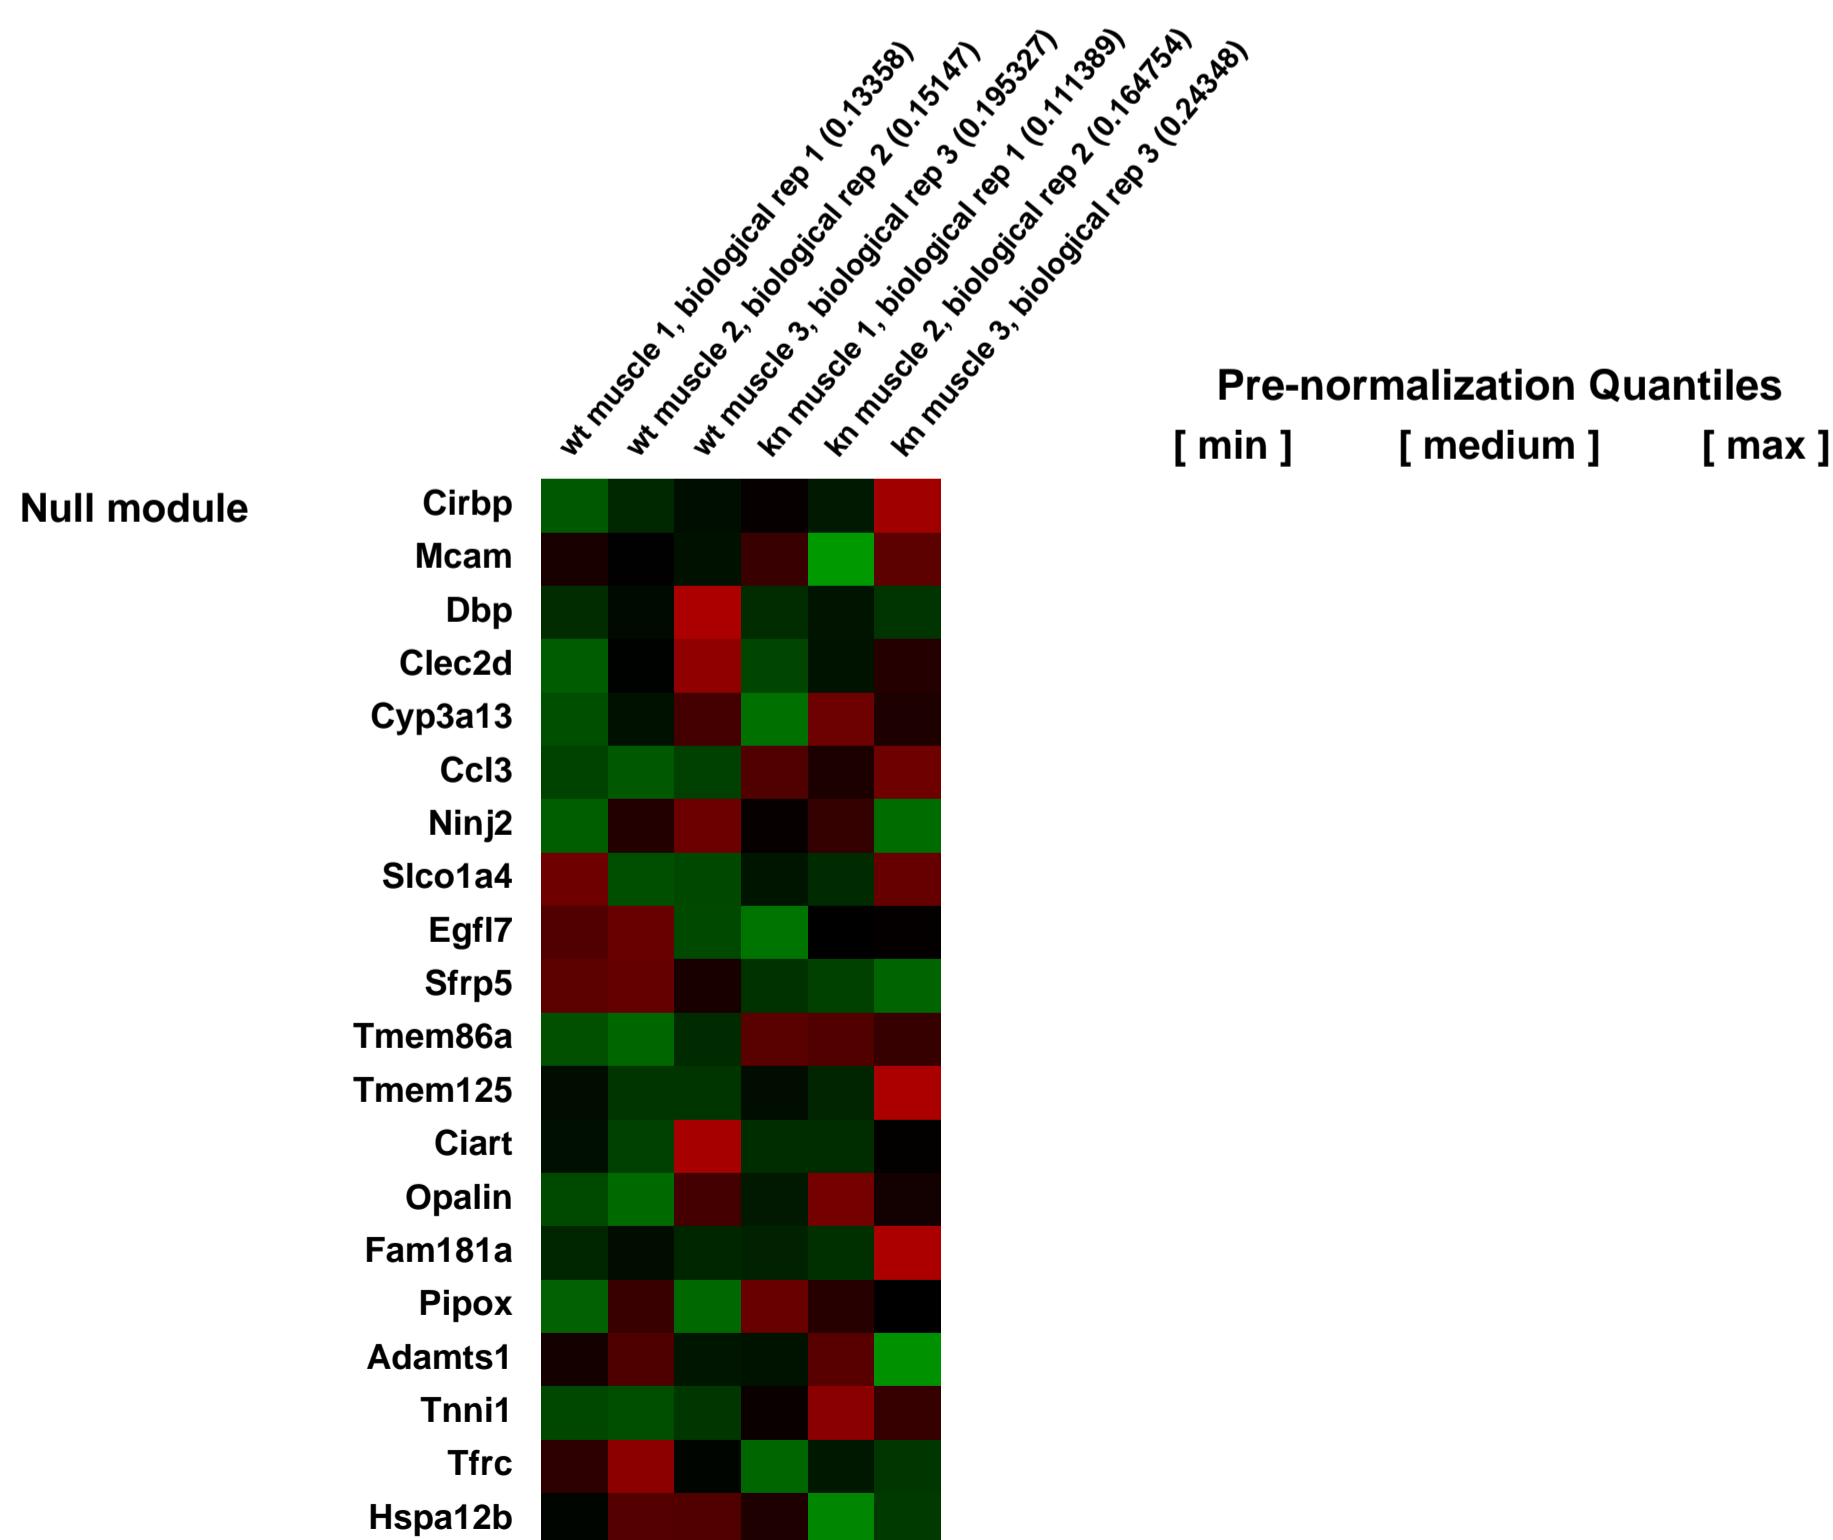 wt muscle 1, biological rep 1 (0.13358)
wt muscle 2, biological rep 2 (0.15147)
wt muscle 3, biological rep 3 (0.195327)
kn muscle 1, biological rep 1 (0.111389)
kn muscle 2, biological rep 2 (0.164754)
kn muscle 3, biological rep 3 (0.24348)
Pre-normalization Quantiles
[ min ] [ medium ] [ max ]
Null module
Cirbp
Mcam
Dbp
Clec2d
Cyp3a13
Ccl3
Ninj2
Slco1a4
Egfl7
Sfrp5
Tmem86a
Tmem125
Ciart
Opalin
Fam181a
Pipox
Adamts1
Tnni1
Tfrc
Hspa12b